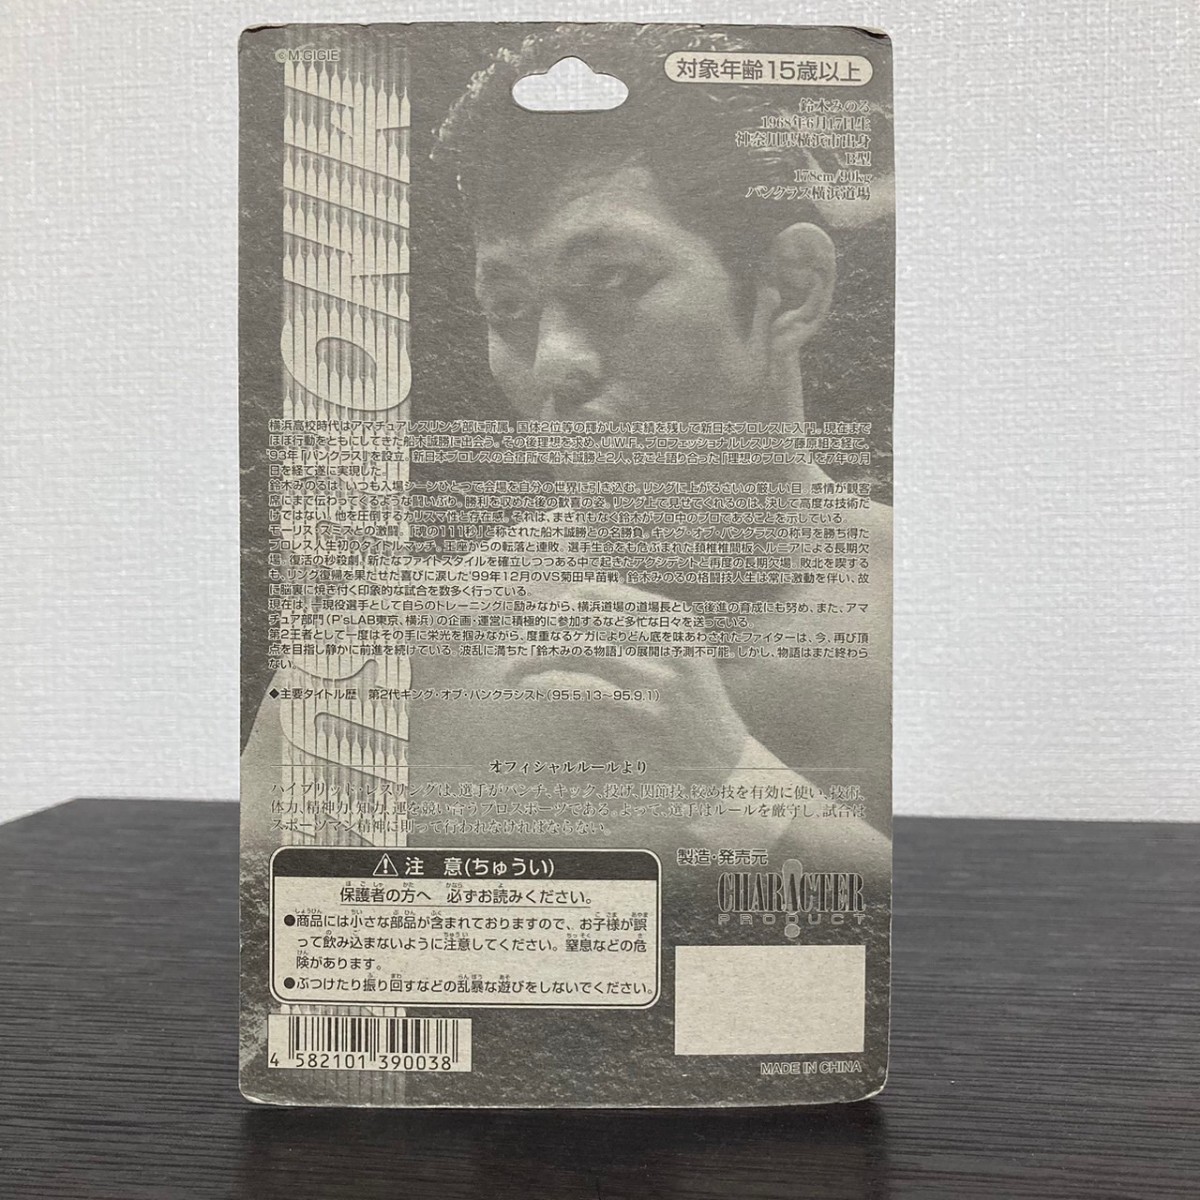 ©M.GIGIE
対象年齢15歳以上
鈴木みのる
1968年6月17日生
神奈川県横浜市出身
B型
178cm/90kg
パンクラス横浜道場
横浜高校時代はアマチュアレスリング部に所属。国体2位等の輝かしい実績を残して新日本プロレスに入門。現在まで
ほぼ行動をともにしてきた船木誠勝に出会う。その後理想を求め、U.W.F.、プロフェッショナルレスリング藤原組を経て、
'93年「パンクラス」を設立。新日本プロレスの合宿所で船木誠勝と2人、夜ごと語り合った「理想のプロレス」を7年の月
日を経て遂に実現した。
鈴木みのるは、いつも入場シーンひとつで会場を自分の世界に引き込む。リングに上がるさいの厳しい目、感情が観客
席にまで伝わってくるような闘いぶり。勝利を収めた後の歓喜の姿。リング上で見せてくれるのは、決して高度な技術だ
けではない。他を圧倒するカリスマ性と存在感。それは、まぎれもなく鈴木がプロ中のプロであることを示している。
モーリス・スミスとの激闘。「魂の111秒」と称された船木誠勝との名勝負。キング・オブ・パンクラスの称号を勝ち得た
プロレス人生初のタイトルマッチ。王座からの転落と連敗。選手生命をも危ぶまれた頚椎椎間板ヘルニアによる長期欠
場。復活の秒殺劇。新たなファイトスタイルを確立しつつある中で起きたアクシデントと再度の長期欠場。敗北を喫する
も、リング復帰を果たせた喜びに涙した'99年12月のVS菊田早苗戦。鈴木みのるの格闘技人生は常に激動を伴い、故
に脳裏に焼き付く印象的な試合を数多く行っている。
現在は、一現役選手として自らのトレーニングに励みながら、横浜道場の道場長として後進の育成にも努め、また、アマ
チュア部門(P'sLAB東京、横浜)の企画・運営に積極的に参加するなど多忙な日々を送っている。
第2王者として一度はその手に栄光を掴みながら、度重なるケガによりどん底を味あわされたファイターは、今、再び頂
点を目指し静かに前進を続けている。波乱に満ちた「鈴木みのる物語」の展開は予測不可能。しかし、物語はまだ終わら
ない。
◆主要タイトル歴　第2代キング・オブ・パンクラシスト(95.5.13〜95.9.1)
オフィシャルルールより
ハイブリッド・レスリングは、選手がパンチ、キック、投げ、関節技、絞め技を有効に使い、技術、
体力、精神力、知力、運を競い合うプロスポーツである。よって、選手はルールを厳守し、試合は
スポーツマン精神に則って行われなければならない。
注 意(ちゅうい)
保護者の方へ 必ずお読みください。
●商品には小さな部品が含まれておりますので、お子様が誤
って飲み込まないように注意してください。窒息などの危
険があります。
●ぶつけたり振り回すなどの乱暴な遊びをしないでください。
製造・発売元
CHARACTER
PRODUCT
4 582101 390038
MADE IN CHINA